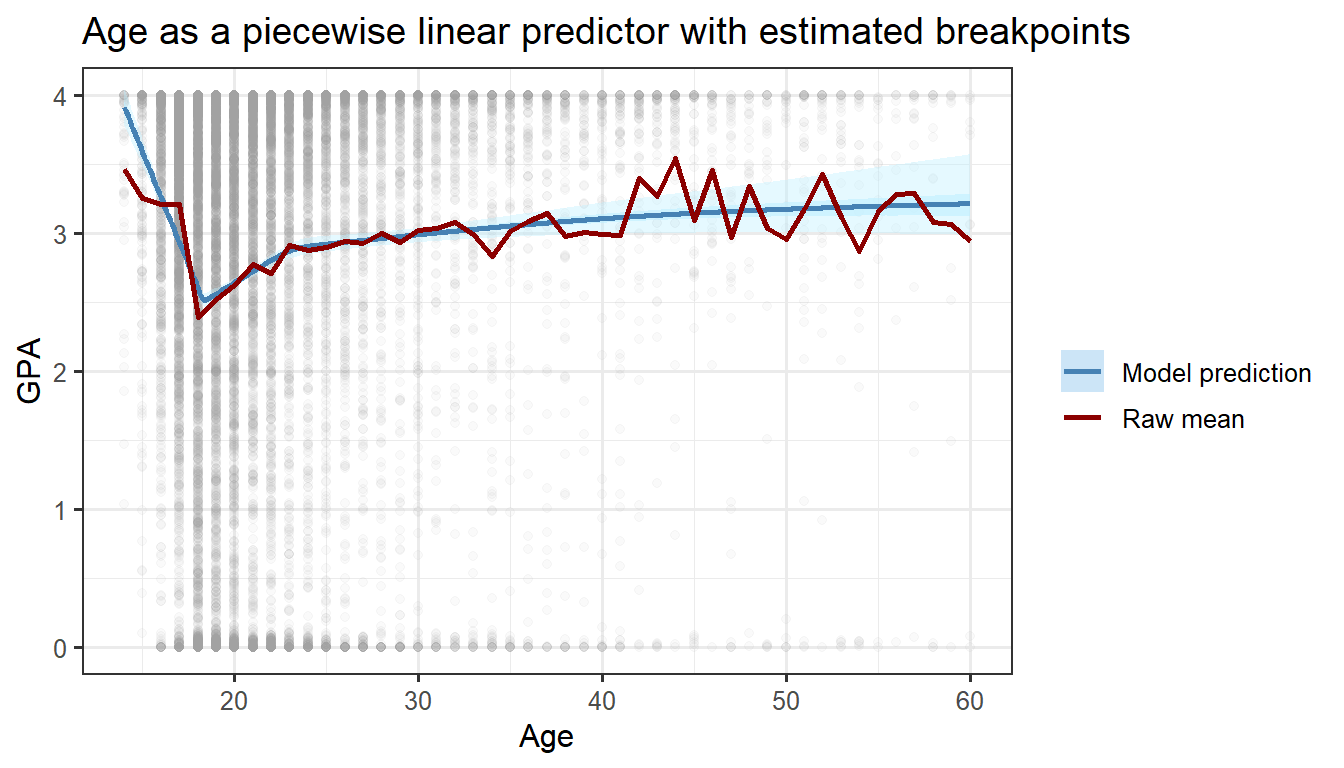 Age as a piecewise linear predictor with estimated breakpoints
4
3
2
1
0
GPA
20 30 40 50 60
Age
Model prediction
Raw mean